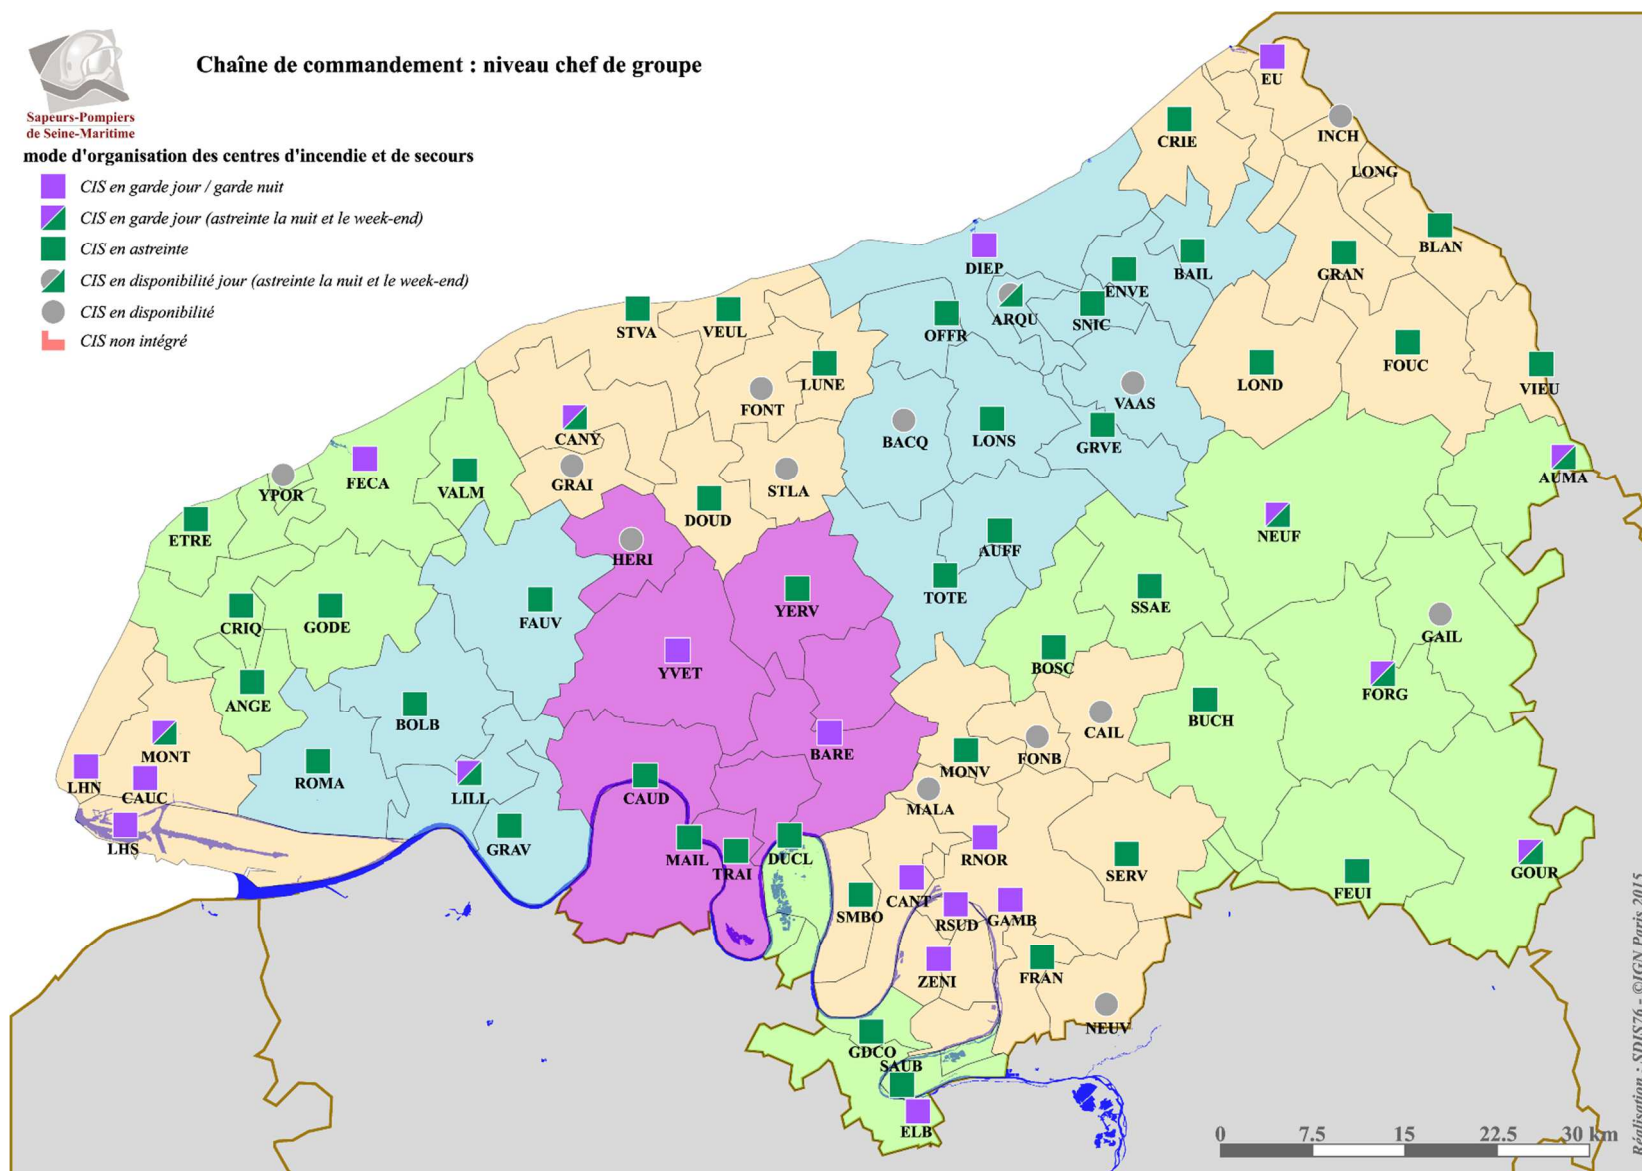 Chaîne de commandement : niveau chef de groupe
Sapeurs-Pompiers
de Seine-Maritime
mode d'organisation des centres d'incendie et de secours
CIS en garde jour / garde nuit
CIS en garde jour (astreinte la nuit et le week-end)
CIS en astreinte
CIS en disponibilité jour (astreinte la nuit et le week-end)
CIS en disponibilité
CIS non intégré
EU
INCH
CRIE
LONG
BLAN
DIEP
BAIL
GRAN
ENVE
ARQU
SNIC
STVA
VEUL
OFFR
FOUC
LUNE
LOND
VIEU
FONT
VAAS
CANY
BACQ
LONS
GRVE
AUMA
GRAI
FECA
VALM
YPOR
STLA
DOUD
NEUF
ETRE
AUFF
HERI
TOTE
SSAE
YERV
FAUV
CRIQ
GODE
GAIL
BOSC
YVET
FORG
ANGE
BUCH
BOLB
CAIL
MONT
BARE
FONB
MONV
ROMA
LHN
CAUC
LILL
CAUD
MALA
LHS
GRAV
MAIL
TRAI
DUCL
RNOR
SERV
GOUR
FEUI
CANT
SMBO
RSUD
GAMB
ZENI
FRAN
NEUV
GDCO
SAUB
ELB
0 7.5 15 22.5 30 km
Réalisation : SDIS76 - ©IGN Paris 2015